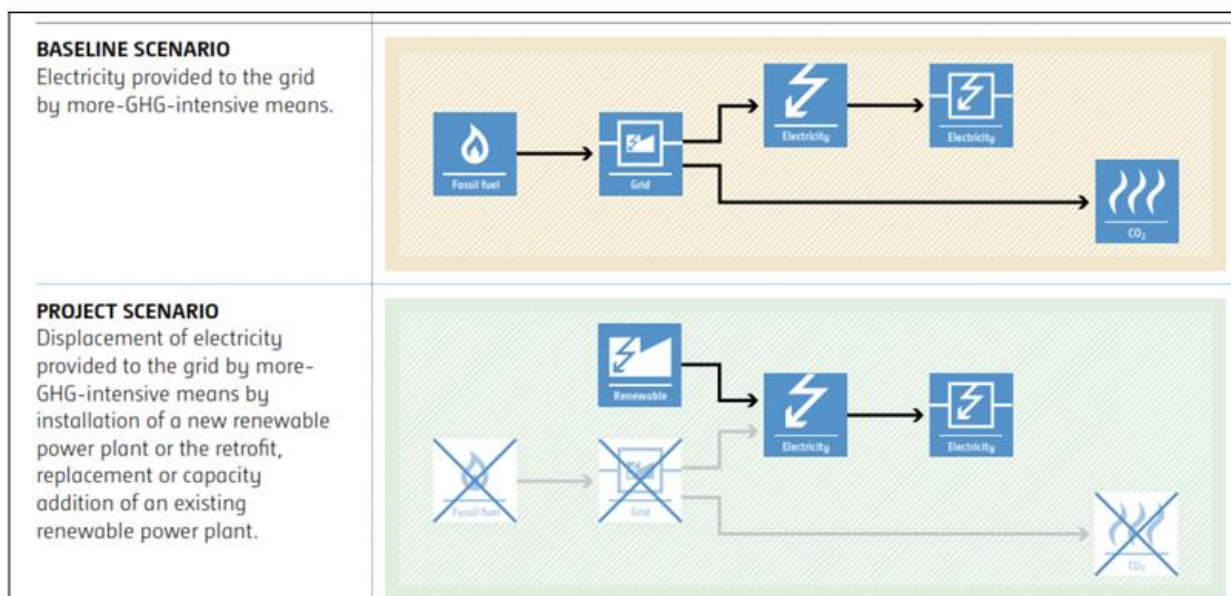 BASELINE SCENARIO
Electricity provided to the grid
by more-GHG-intensive means.
Fossil fuel
Grid
Electricity
Electricity
CO₂
PROJECT SCENARIO
Displacement of electricity
provided to the grid by more-
GHG-intensive means by
installation of a new renewable
power plant or the retrofit,
replacement or capacity
addition of an existing
renewable power plant.
Renewable
Electricity
Electricity
Fossil fuel
Grid
CO₂